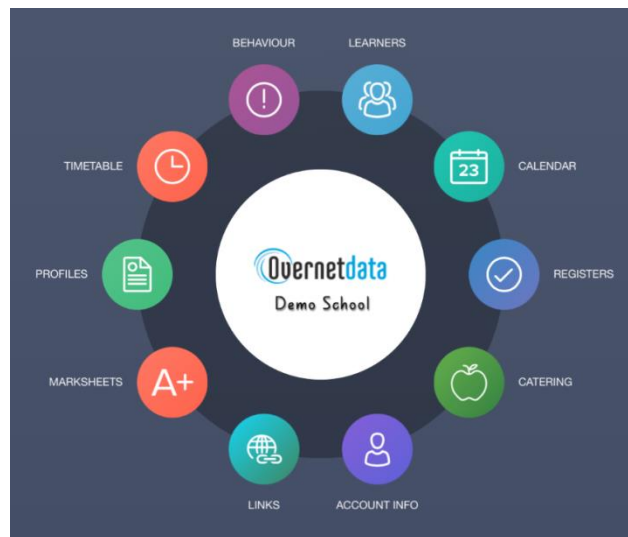 BEHAVIOUR
LEARNERS
TIMETABLE
23
CALENDAR
PROFILES
Overnetdata
Demo School
REGISTERS
MARKSHEETS
A+
CATERING
LINKS
ACCOUNT INFO